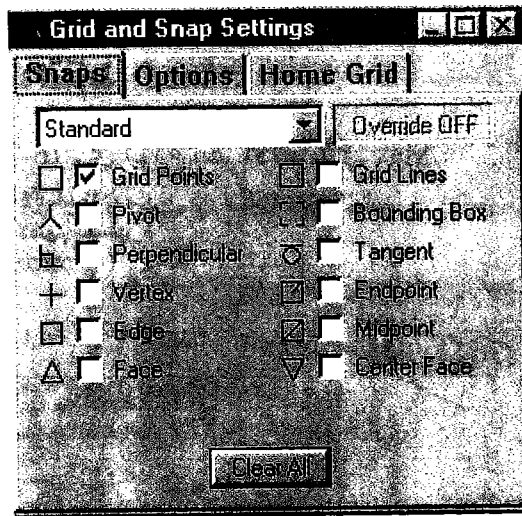 Grid and Snap Settings
Snaps Options Home Grid
Standard Override OFF
Grid Points Grid Lines
Pivot Bounding Box
Perpendicular Tangent
Vertex Endpoint
Edge Midpoint
Face Center Face
Clear All